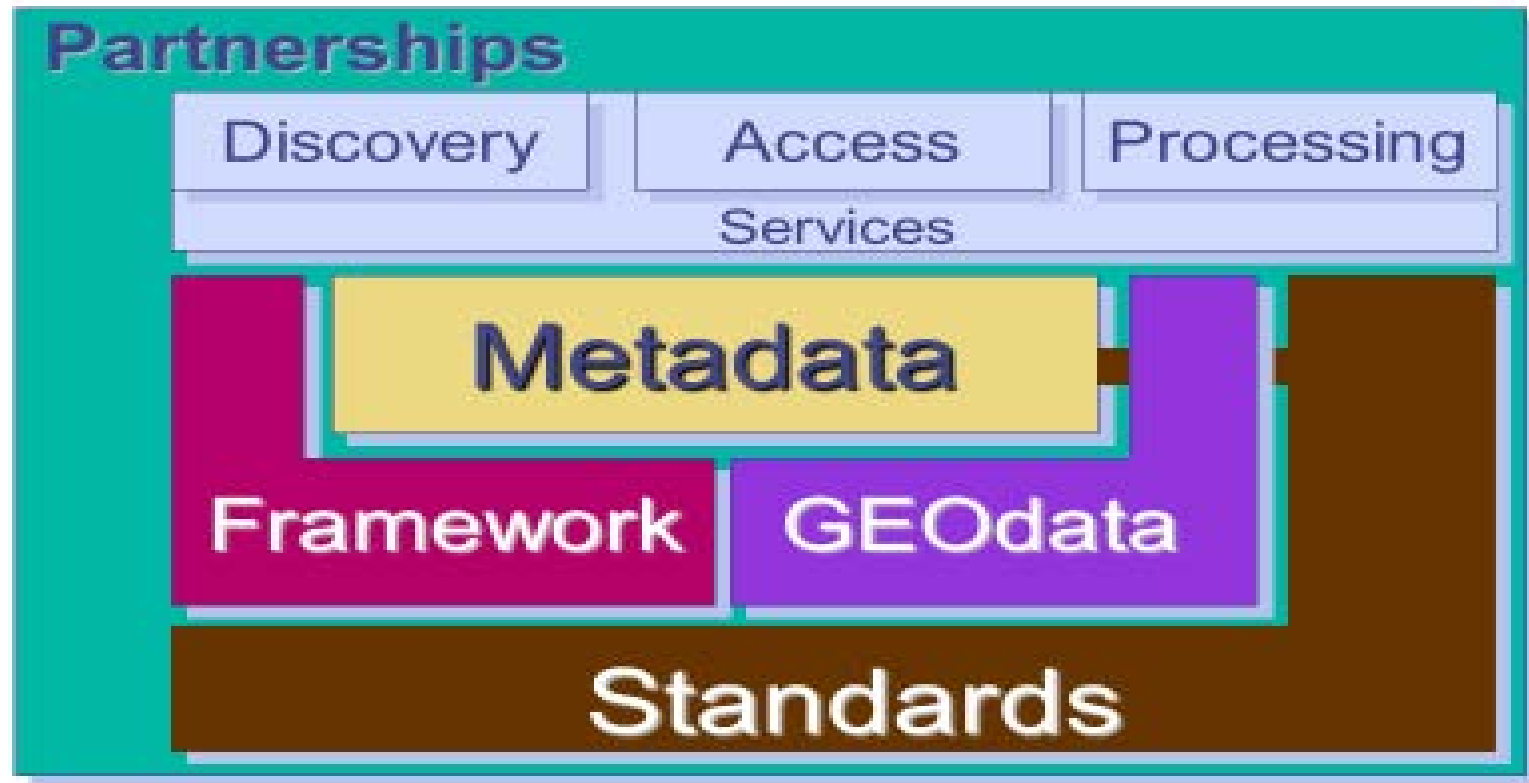 Partnerships
Discovery Access Processing
Services
Metadata
Framework GEOdata
Standards